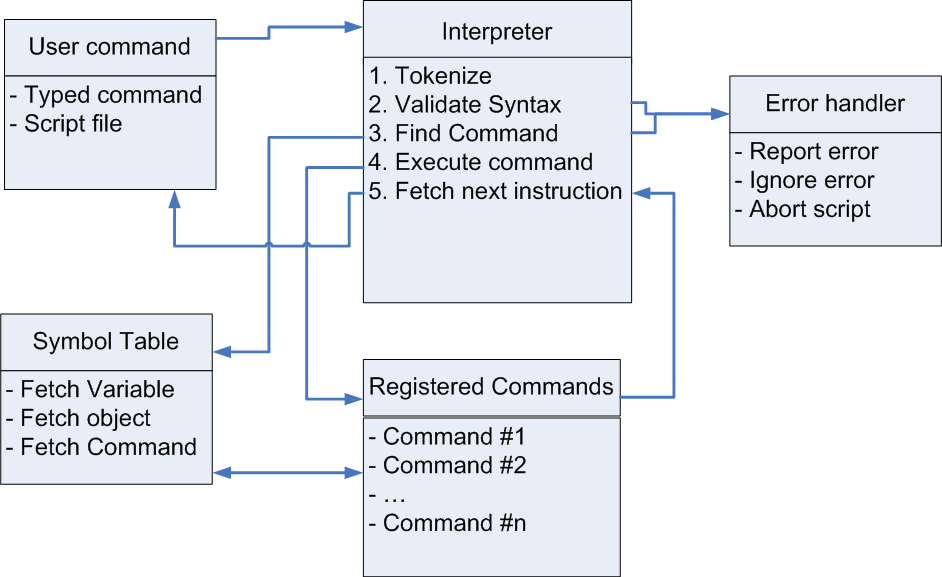 User command
- Typed command
- Script file
Interpreter
1. Tokenize
2. Validate Syntax
3. Find Command
4. Execute command
5. Fetch next instruction
Error handler
- Report error
- Ignore error
- Abort script
Symbol Table
- Fetch Variable
- Fetch object
- Fetch Command
Registered Commands
- Command #1
- Command #2
- ...
- Command #n